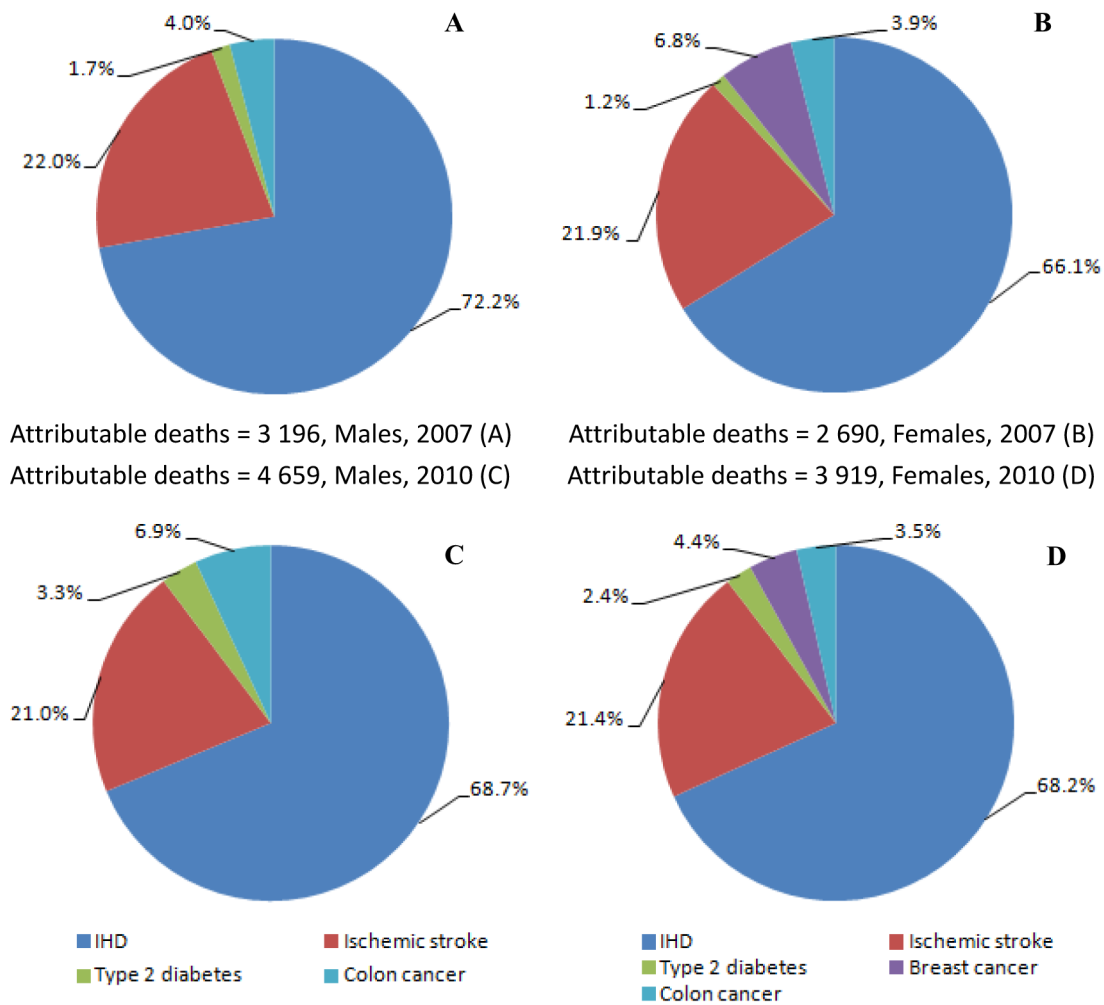 4.0%
A
1.7%
22.0%
72.2%
3.9%
B
6.8%
1.2%
21.9%
66.1%
Attributable deaths = 3 196, Males, 2007 (A)
Attributable deaths = 2 690, Females, 2007 (B)
Attributable deaths = 4 659, Males, 2010 (C)
Attributable deaths = 3 919, Females, 2010 (D)
6.9%
C
3.3%
21.0%
68.7%
3.5%
D
4.4%
2.4%
21.4%
68.2%
IHD
Ischemic stroke
Type 2 diabetes
Colon cancer
IHD
Ischemic stroke
Type 2 diabetes
Breast cancer
Colon cancer